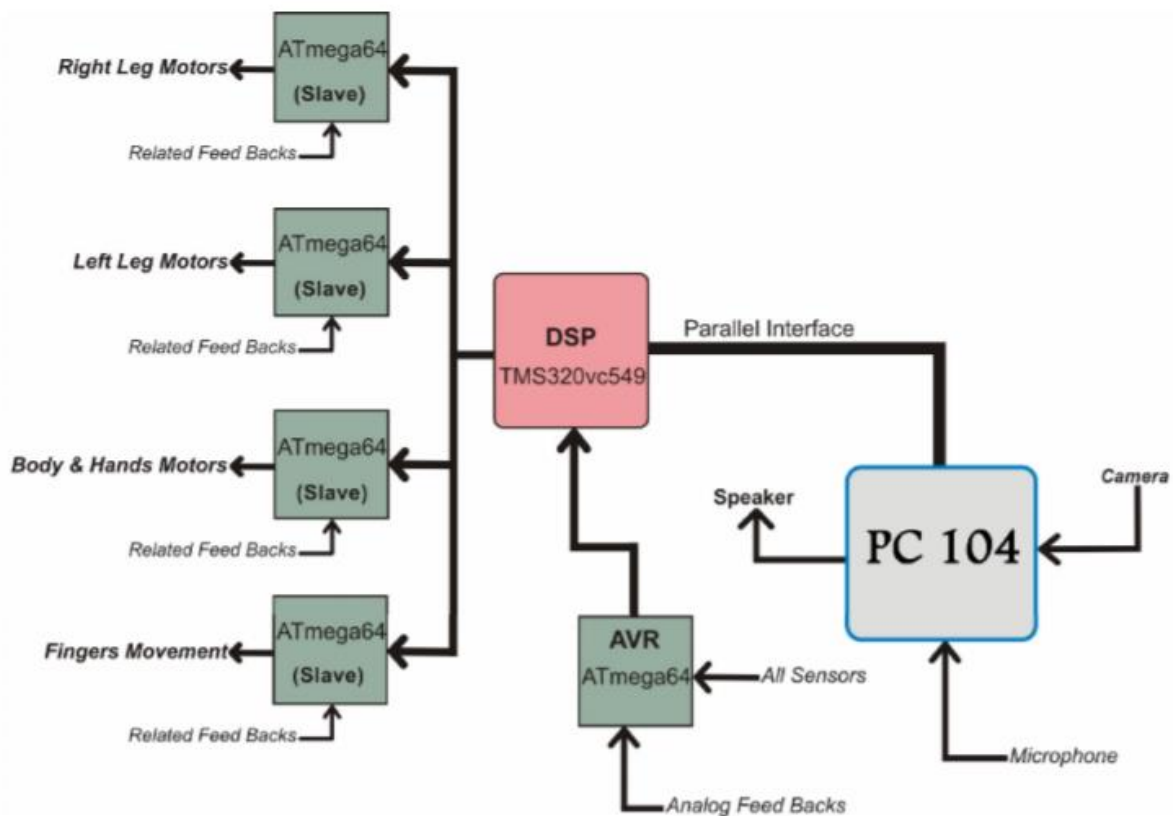 ATmega64
(Slave)
Right Leg Motors
Related Feed Backs
ATmega64
(Slave)
Left Leg Motors
Related Feed Backs
ATmega64
(Slave)
Body & Hands Motors
Related Feed Backs
ATmega64
(Slave)
Fingers Movement
Related Feed Backs
DSP
TMS320vc549
Parallel Interface
AVR
ATmega64
All Sensors
Analog Feed Backs
Speaker
Camera
PC 104
Microphone